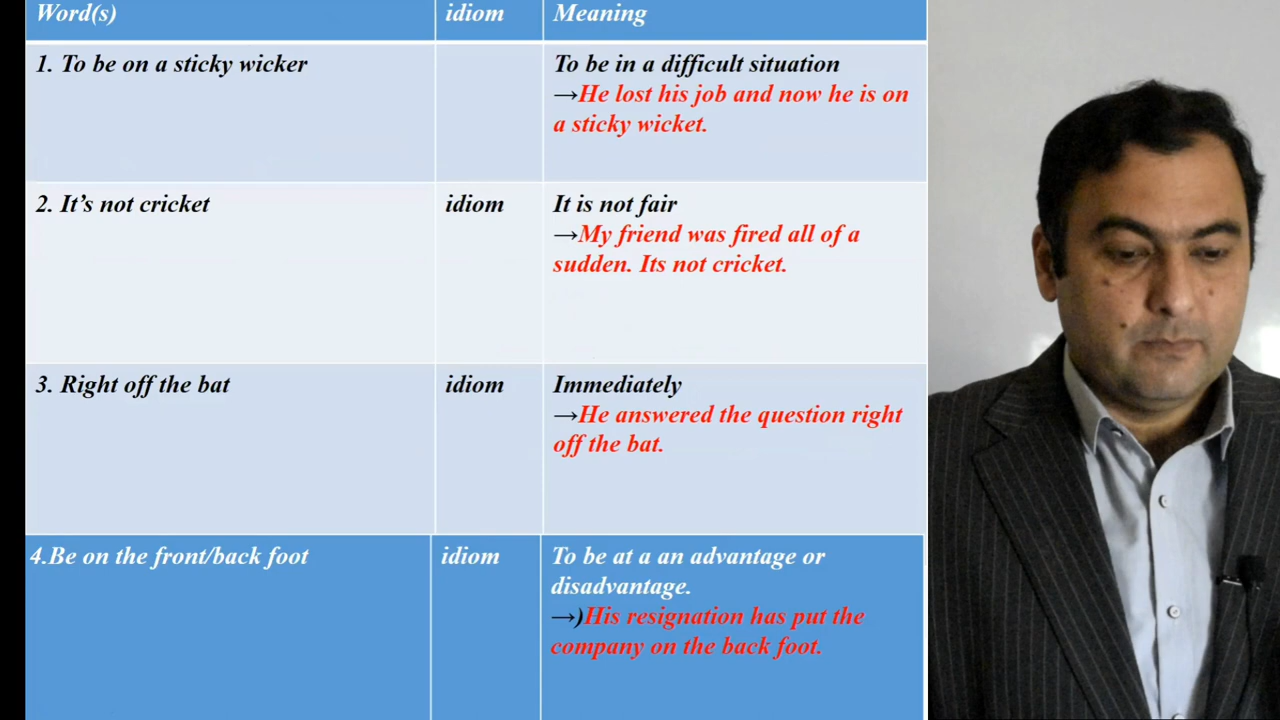 Word(s) idiom Meaning
1. To be on a sticky wicker To be in a difficult situation
→He lost his job and now he is on
a sticky wicket.
2. It's not cricket idiom It is not fair
→My friend was fired all of a
sudden. Its not cricket.
3. Right off the bat idiom Immediately
→He answered the question right
off the bat.
4.Be on the front/back foot idiom To be at a an advantage or
disadvantage.
→)His resignation has put the
company on the back foot.